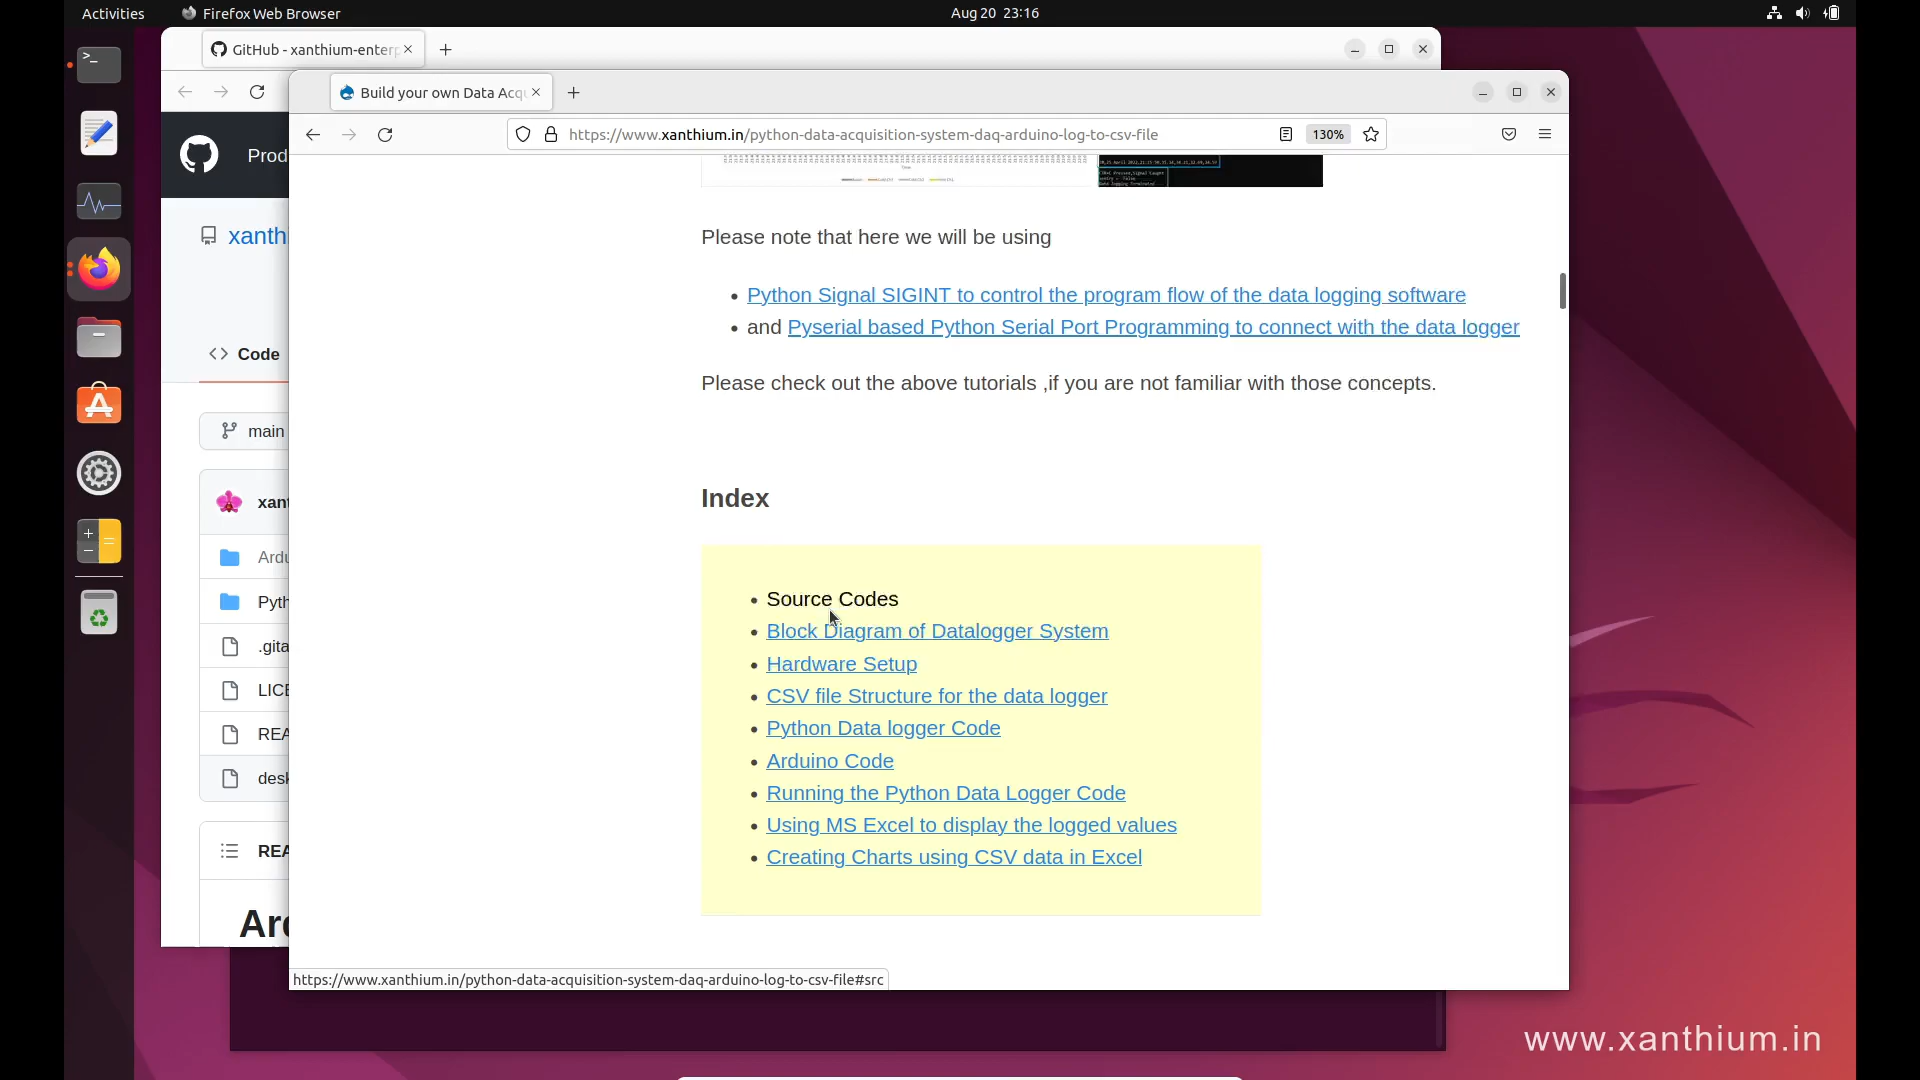 Activities
Firefox Web Browser
Aug 20 23:16
GitHub - xanthium-enterp
Build your own Data Acqu
https://www.xanthium.in/python-data-acquisition-system-daq-arduino-log-to-csv-file
130%
Prod
xanthi
Code
main
xant
Ardu
Pyth
.gita
LICE
REA
desk
REA
Ard
Please note that here we will be using
• Python Signal SIGINT to control the program flow of the data logging software
• and Pyserial based Python Serial Port Programming to connect with the data logger
Please check out the above tutorials ,if you are not familiar with those concepts.
Index
• Source Codes
• Block Diagram of Datalogger System
• Hardware Setup
• CSV file Structure for the data logger
• Python Data logger Code
• Arduino Code
• Running the Python Data Logger Code
• Using MS Excel to display the logged values
• Creating Charts using CSV data in Excel
https://www.xanthium.in/python-data-acquisition-system-daq-arduino-log-to-csv-file#src
www.xanthium.in